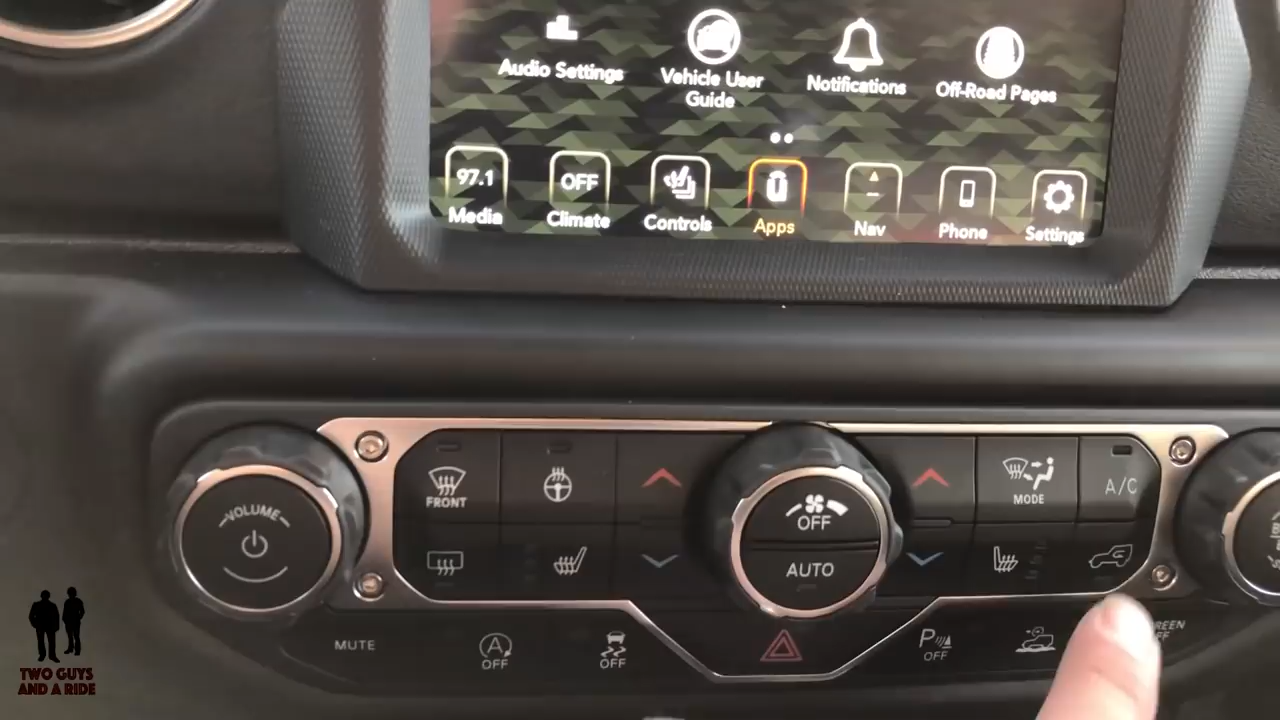 Audio Settings
Vehicle User
Guide
Notifications
Off-Road Pages
97.1
OFF
Media
Climate
Controls
Apps
Nav
Phone
Settings
VOLUME
FRONT
OFF
AUTO
MODE
A/C
MUTE
A
OFF
OFF
P
OFF
TWO GUYS
AND A RIDE